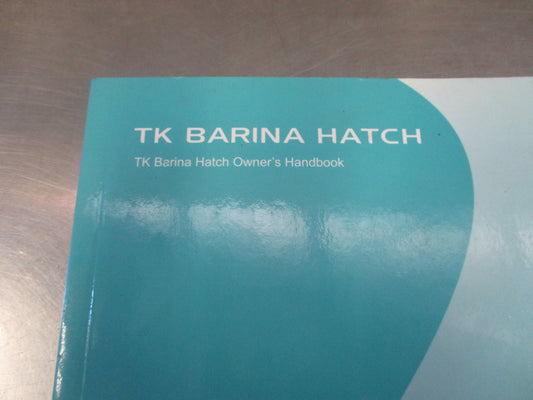 TK BARINA HATCH
TK Barina Hatch Owner's Handbook